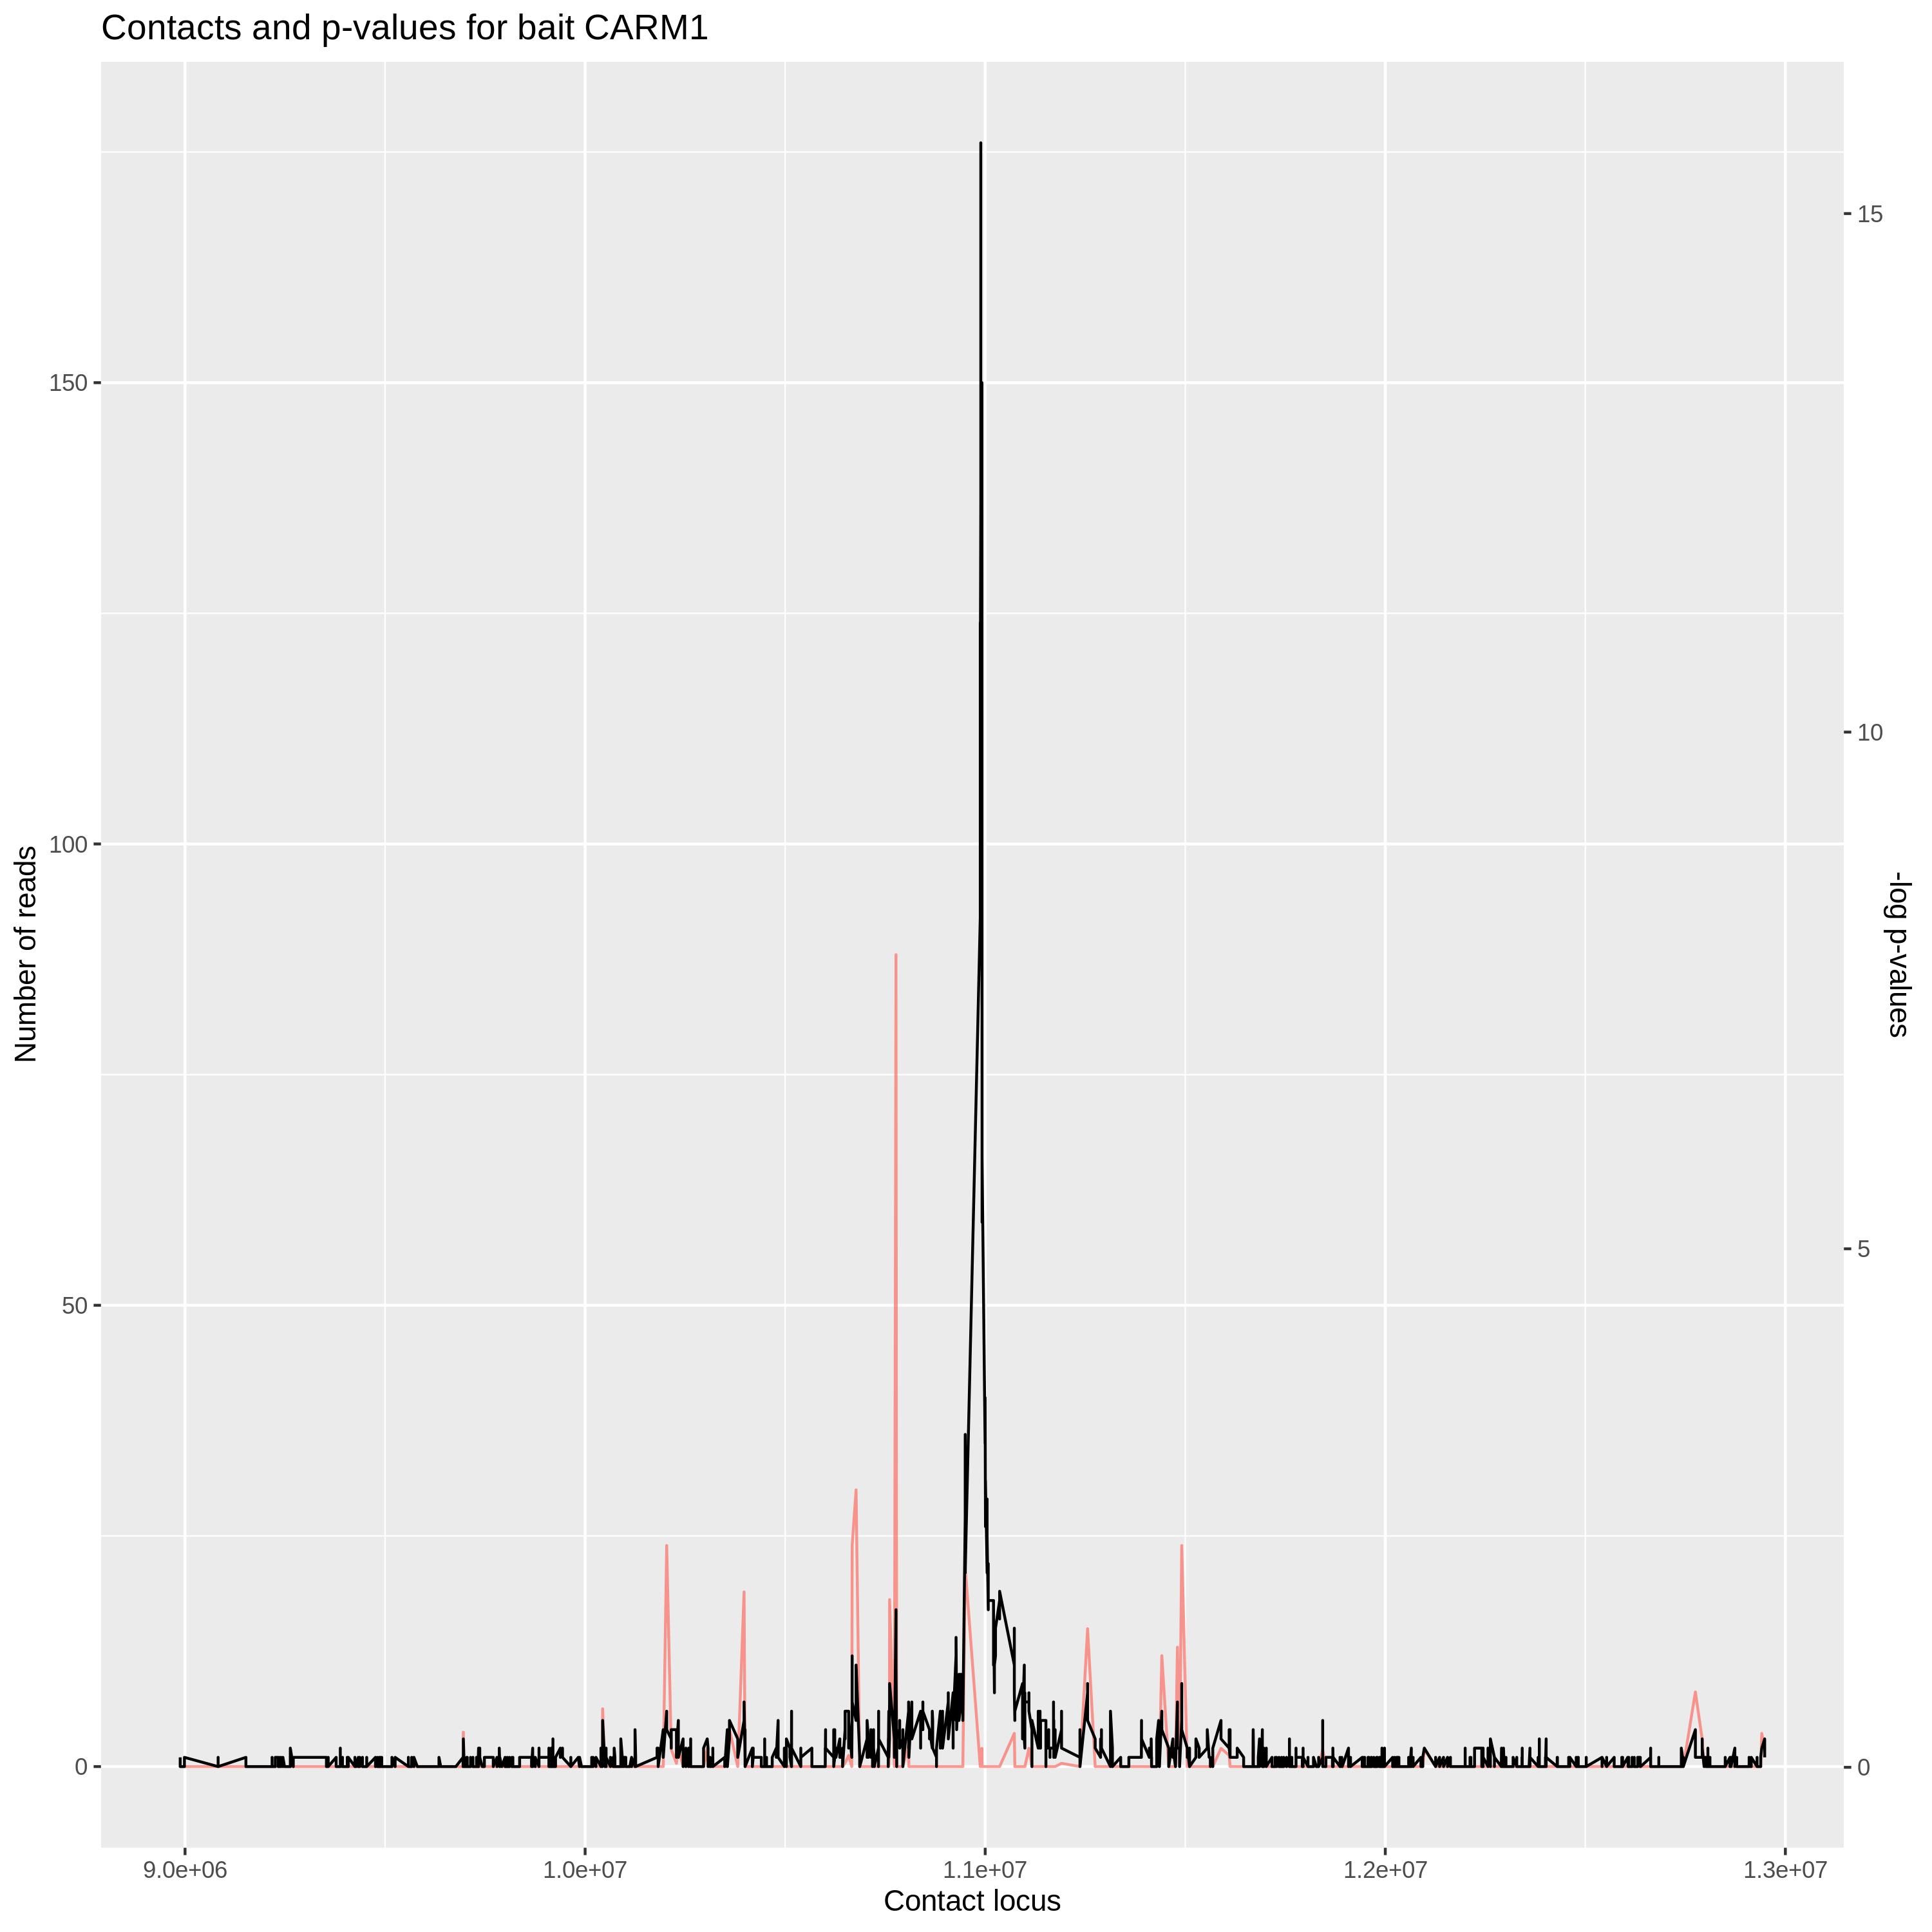 Contacts and p-values for bait CARM1
Number of reads
150
100
50
0
15
10
5
0
-log p-values
9.0e+06
1.0e+07
1.1e+07
1.2e+07
1.3e+07
Contact locus